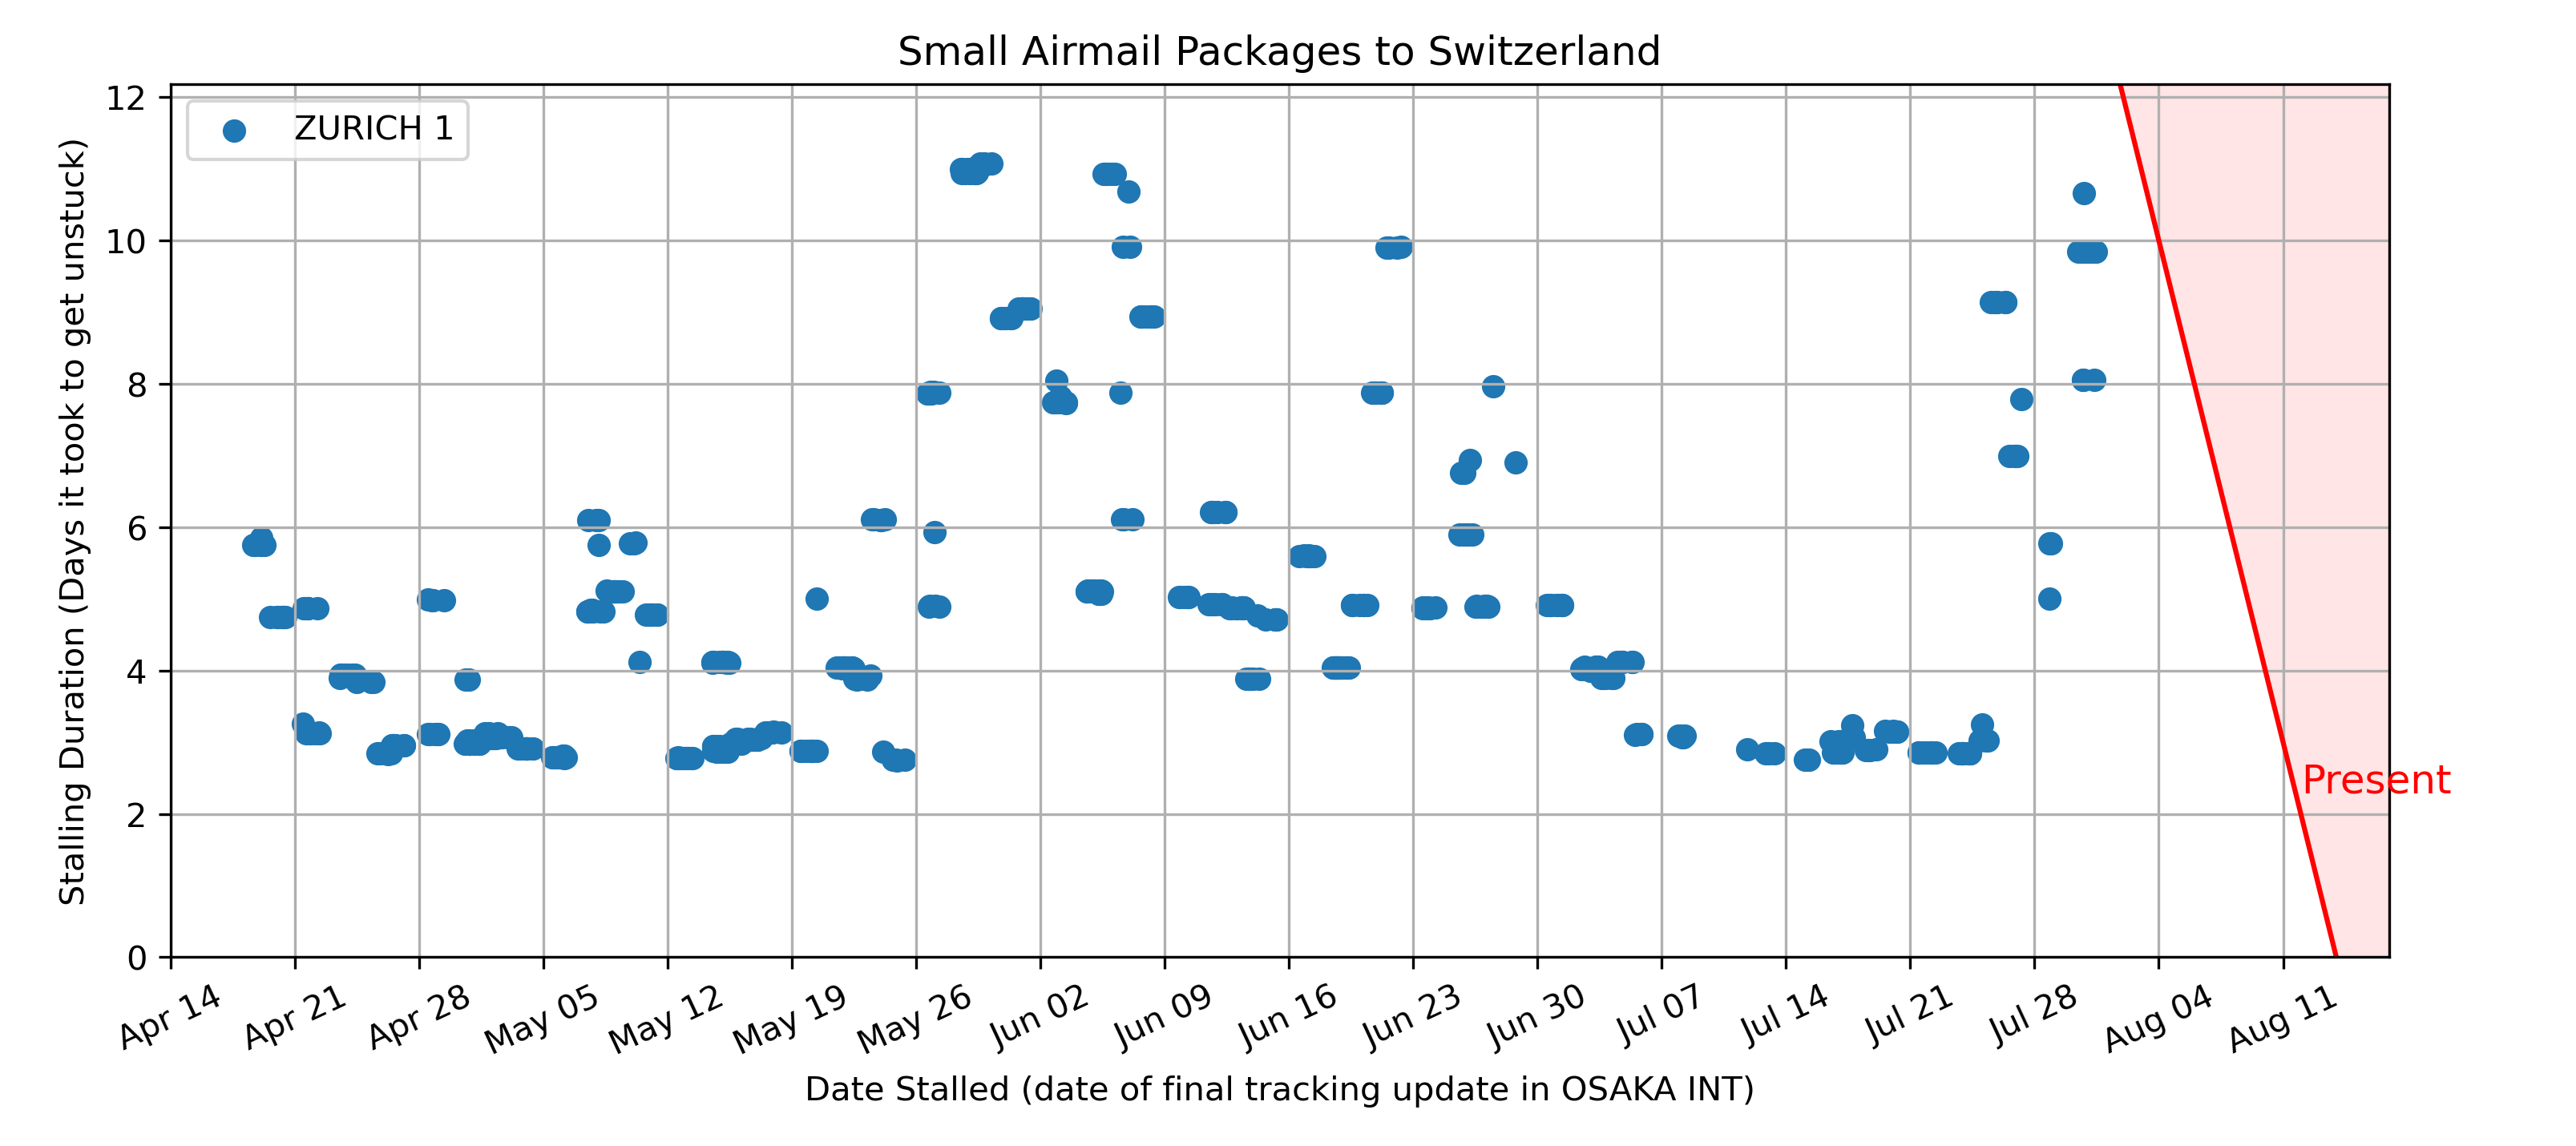 Small Airmail Packages to Switzerland
ZURICH 1
Stalling Duration (Days it took to get unstuck)
12
10
8
6
4
2
0
Present
Apr 14
Apr 21
Apr 28
May 05
May 12
May 19
May 26
Jun 02
Jun 09
Jun 16
Jun 23
Jun 30
Jul 07
Jul 14
Jul 21
Jul 28
Aug 04
Aug 11
Date Stalled (date of final tracking update in OSAKA INT)